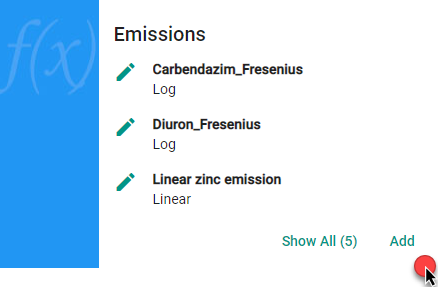 f(x)
Emissions
Carbendazim_Fresenius
Log
Diuron_Fresenius
Log
Linear zinc emission
Linear
Show All (5) Add